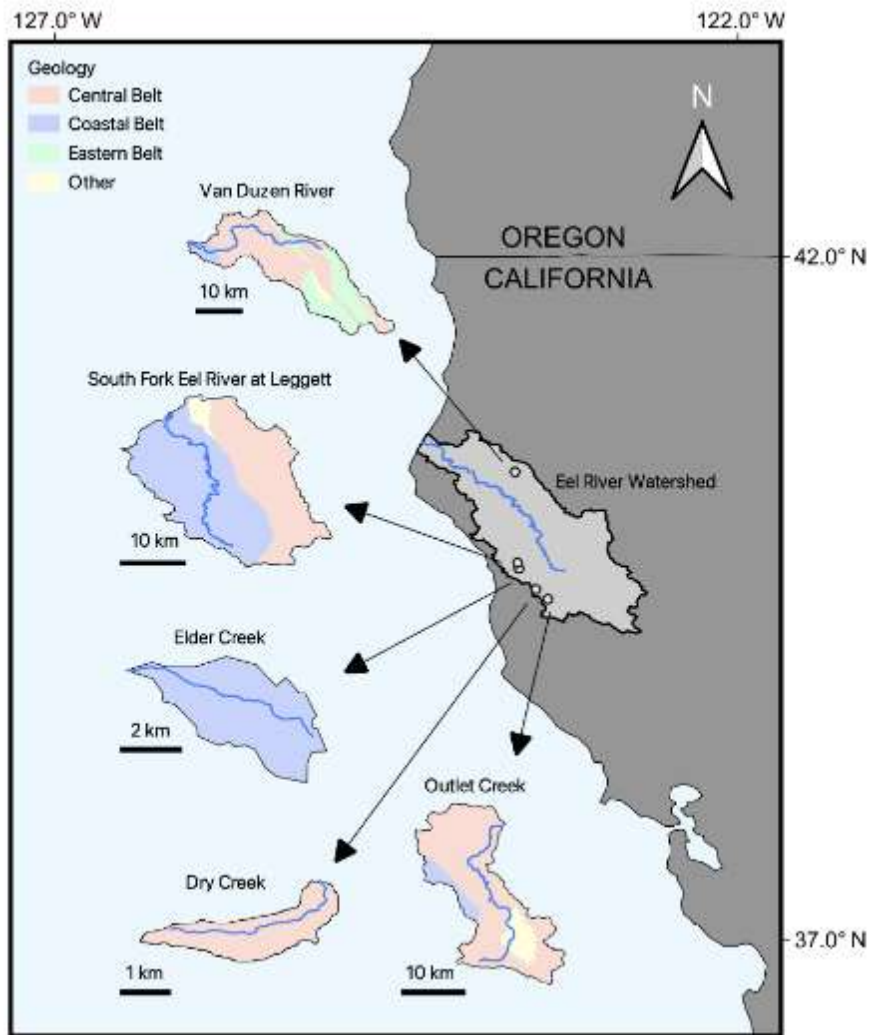 127.0° W
122.0° W
Geology
Central Belt
Coastal Belt
Eastern Belt
Other
N
Van Duzen River
OREGON
42.0° N
CALIFORNIA
10 km
South Fork Eel River at Leggett
Eel River Watershed
10 km
Elder Creek
2 km
Outlet Creek
Dry Creek
37.0° N
1 km
10 km